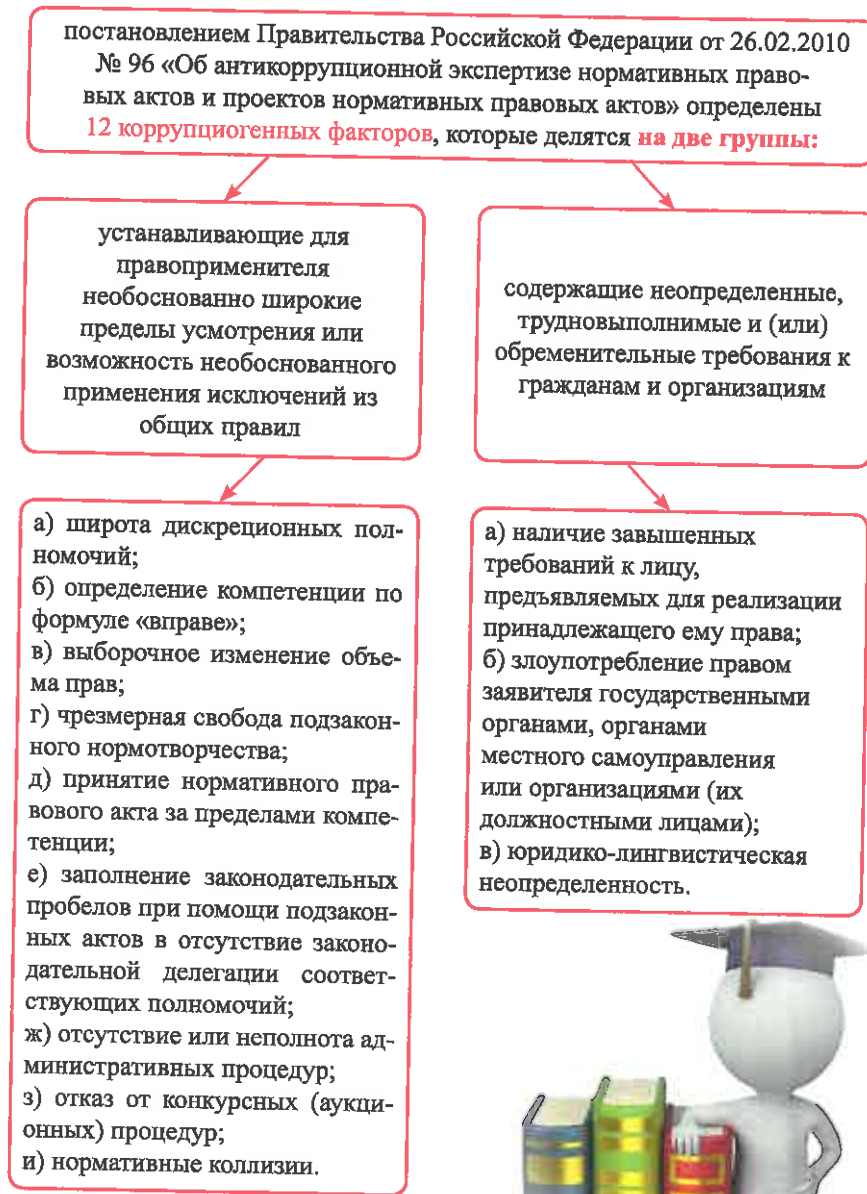 постановлением Правительства Российской Федерации от 26.02.2010
№ 96 «Об антикоррупционной экспертизе нормативных право-
вых актов и проектов нормативных правовых актов» определены
12 коррупциогенных факторов, которые делятся на две группы:
устанавливающие для
правоприменителя
необоснованно широкие
пределы усмотрения или
возможность необоснованного
применения исключений из
общих правил
содержащие неопределенные,
трудновыполнимые и (или)
обременительные требования к
гражданам и организациям
а) широта дискреционных пол-
номочий;
б) определение компетенции по
формуле «вправе»;
в) выборочное изменение объе-
ма прав;
г) чрезмерная свобода подзакон-
ного нормотворчества;
д) принятие нормативного пра-
вового акта за пределами компе-
тенции;
е) заполнение законодательных
пробелов при помощи подзакон-
ных актов в отсутствие законо-
дательной делегации соответ-
ствующих полномочий;
ж) отсутствие или неполнота ад-
министративных процедур;
з) отказ от конкурсных (аукци-
онных) процедур;
и) нормативные коллизии.
а) наличие завышенных
требований к лицу,
предъявляемых для реализации
принадлежащего ему права;
б) злоупотребление правом
заявителя государственными
органами, органами
местного самоуправления
или организациями (их
должностными лицами);
в) юридико-лингвистическая
неопределенность.